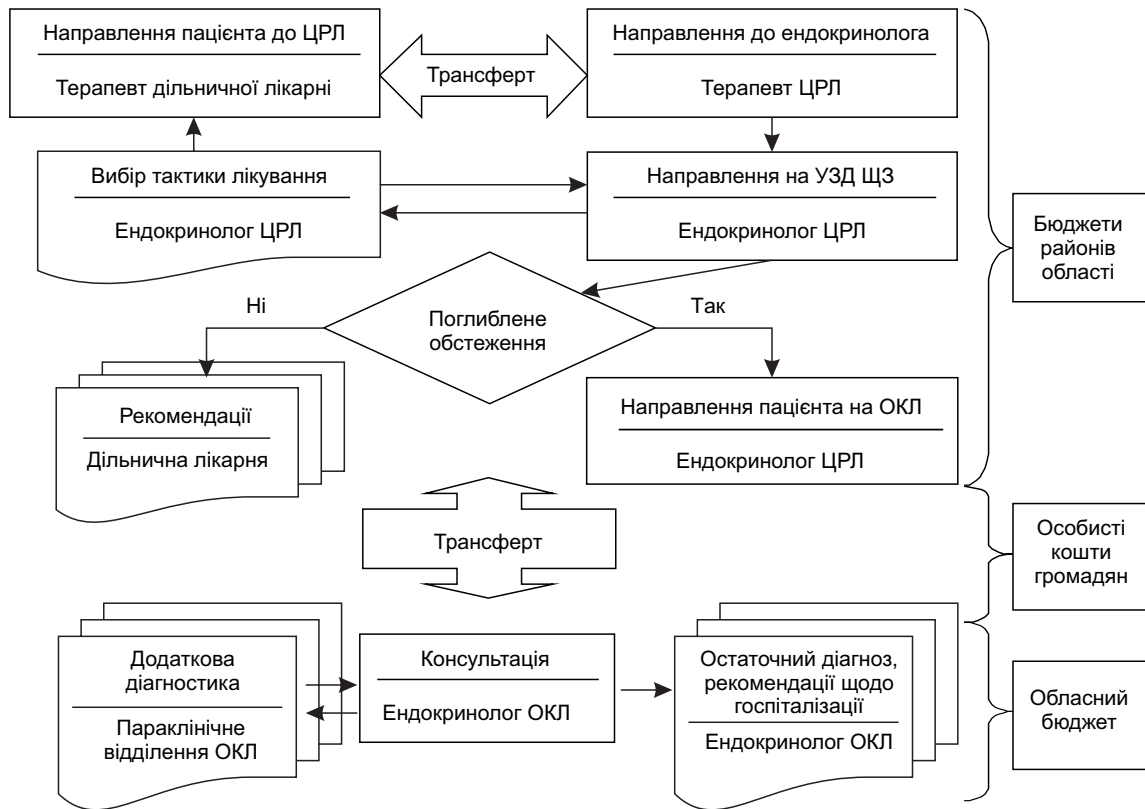 Направлення пацієнта до ЦРЛ
Терапевт дільничної лікарні
Трансферт
Направлення до ендокринолога
Терапевт ЦРЛ
Вибір тактики лікування
Ендокринолог ЦРЛ
Направлення на УЗД ЩЗ
Ендокринолог ЦРЛ
Бюджети
районів
області
Ні
Поглиблене
обстеження
Так
Рекомендації
Дільнична лікарня
Направлення пацієнта на ОКЛ
Ендокринолог ЦРЛ
Трансферт
Особисті
кошти
громадян
Додаткова
діагностика
Параклінічне
відділення ОКЛ
Консультація
Ендокринолог ОКЛ
Остаточний діагноз,
рекомендації щодо
госпіталізації
Ендокринолог ОКЛ
Обласний
бюджет